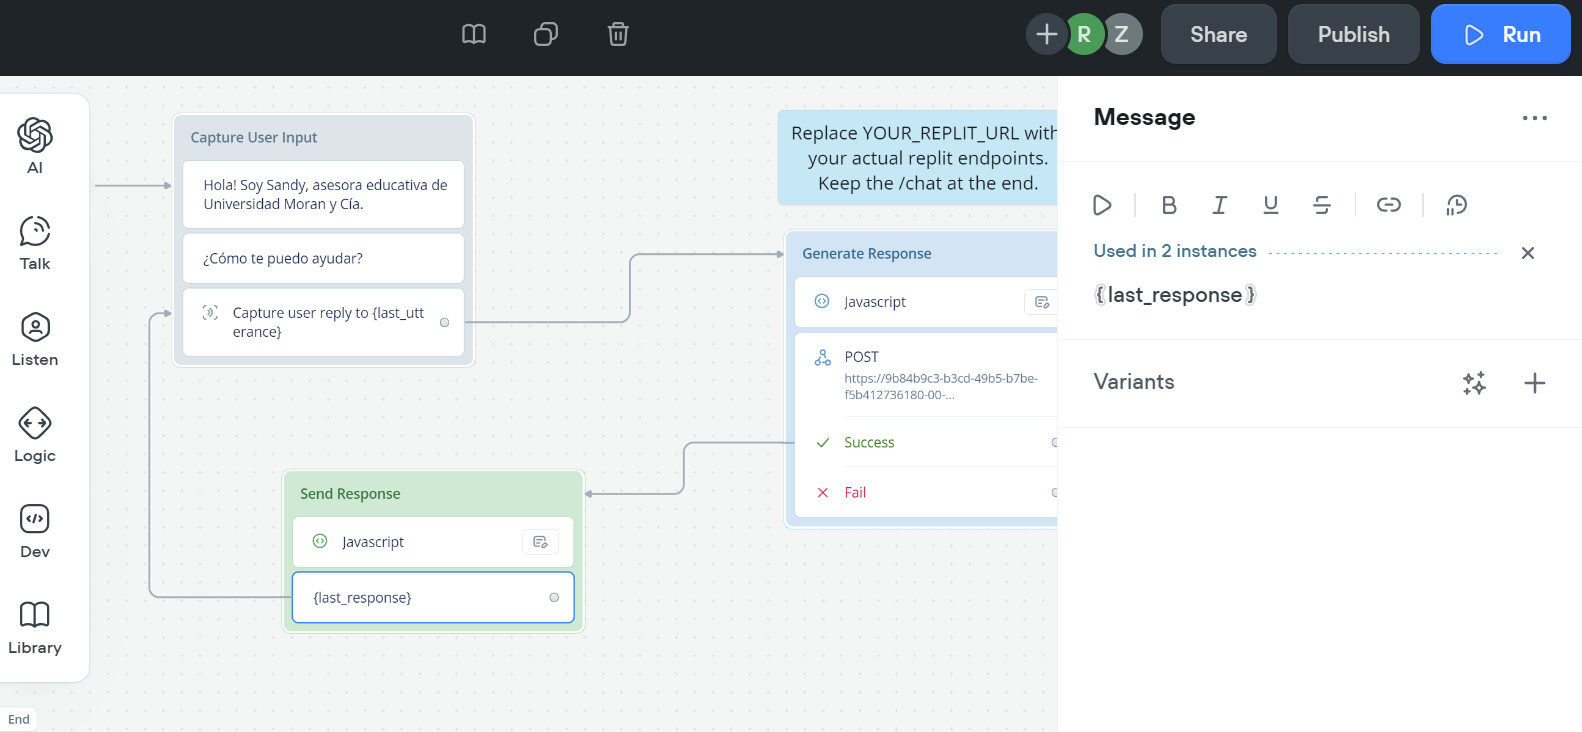 R
Z
Share
Publish
Run
AI
Talk
Listen
Logic
Dev
Library
End
Capture User Input
Hola! Soy Sandy, asesora educativa de
Universidad Moran y Cía.
¿Cómo te puedo ayudar?
Capture user reply to {last_utt
erance}
Replace YOUR_REPLIT_URL with
your actual replit endpoints.
Keep the /chat at the end.
Generate Response
Javascript
POST
https://9b84b9c3-b3cd-49b5-b7be-
f5b412736180-00-...
Success
Fail
Send Response
Javascript
{last_response}
Message
B I U S
Used in 2 instances
{last_response}
Variants